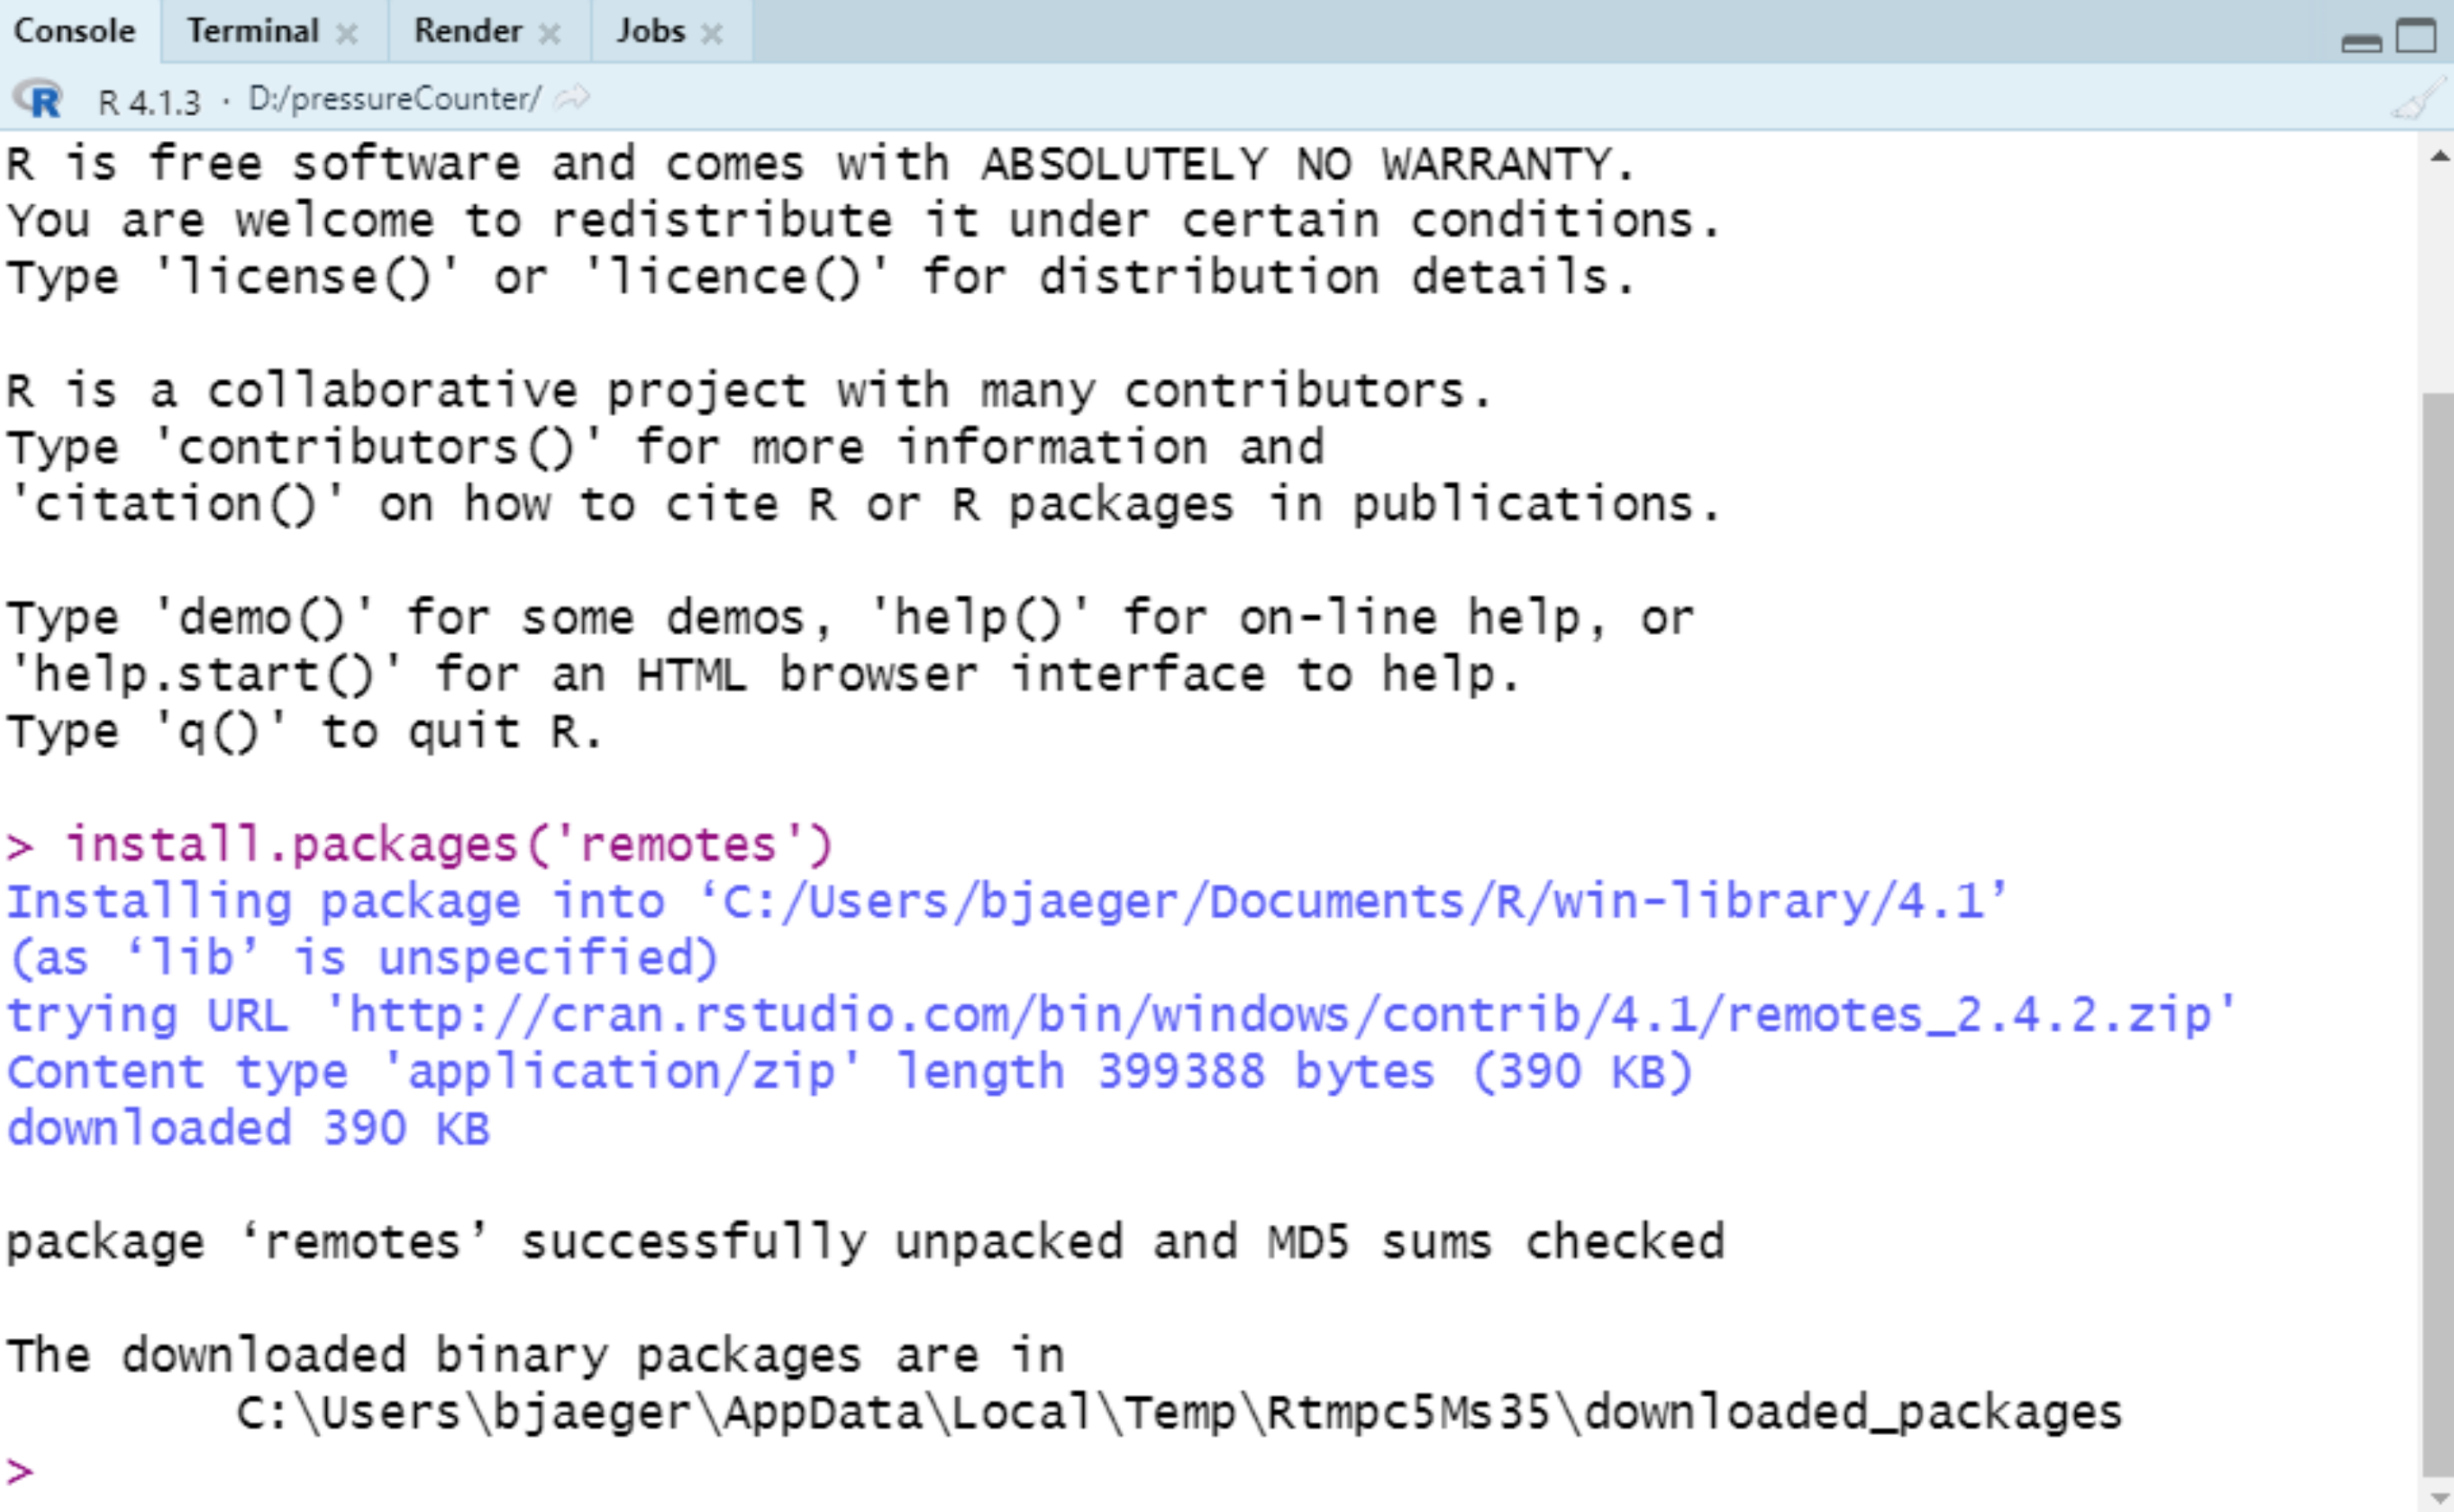 Console Terminal Render Jobs
R R 4.1.3 · D:/pressureCounter/
R is free software and comes with ABSOLUTELY NO WARRANTY.
You are welcome to redistribute it under certain conditions.
Type 'license()' or 'licence()' for distribution details.
R is a collaborative project with many contributors.
Type 'contributors()' for more information and
'citation()' on how to cite R or R packages in publications.
Type 'demo()' for some demos, 'help()' for on-line help, or
'help.start()' for an HTML browser interface to help.
Type 'q()' to quit R.
> install.packages('remotes')
Installing package into ‘C:/Users/bjaeger/Documents/R/win-library/4.1’
(as ‘lib’ is unspecified)
trying URL 'http://cran.rstudio.com/bin/windows/contrib/4.1/remotes_2.4.2.zip'
Content type 'application/zip' length 399388 bytes (390 KB)
downloaded 390 KB
package ‘remotes’ successfully unpacked and MD5 sums checked
The downloaded binary packages are in
C:\Users\bjaeger\AppData\Local\Temp\Rtmpc5Ms35\downloaded_packages
>